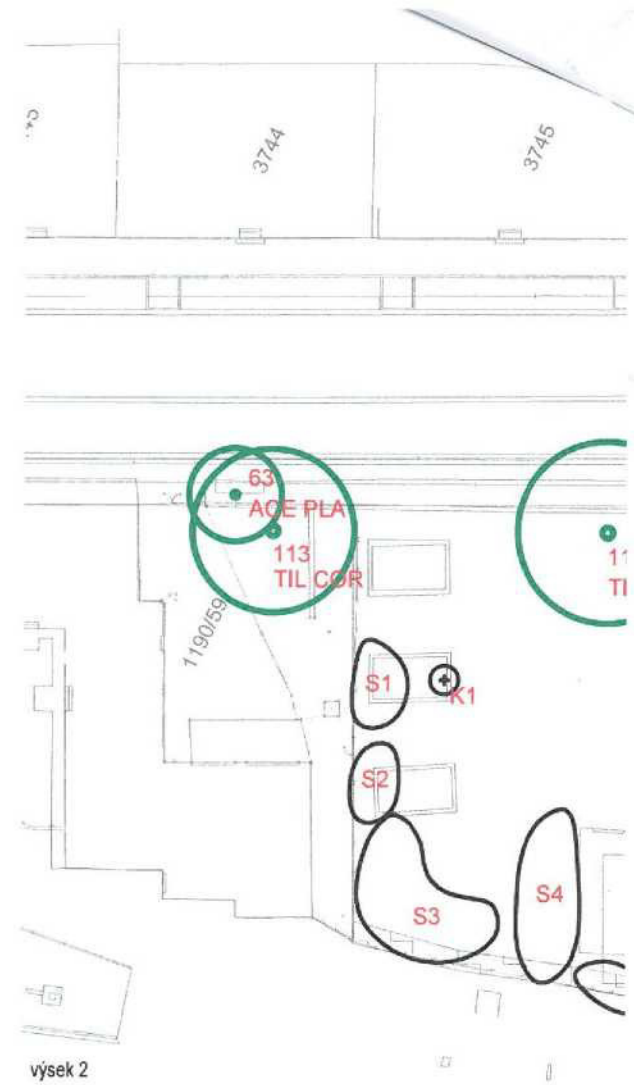 3744
3745
63
ACE PLA
113
TIL COR
1190/59
S1
K1
S2
S3
S4
výsek 2